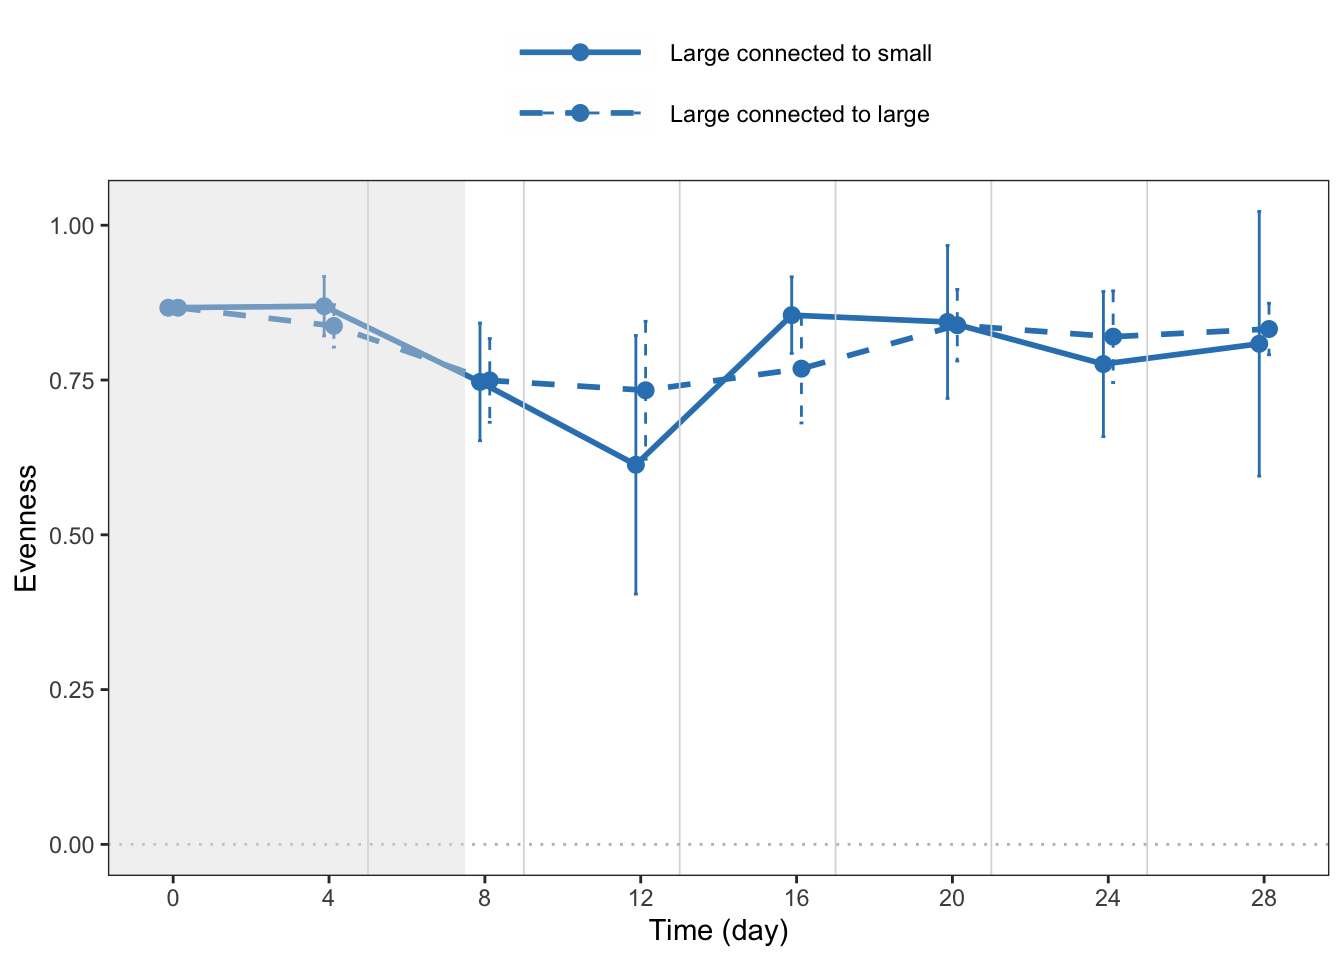 Large connected to small
Large connected to large
Evenness
1.00
0.75
0.50
0.25
0.00
0 4 8 12 16 20 24 28
Time (day)